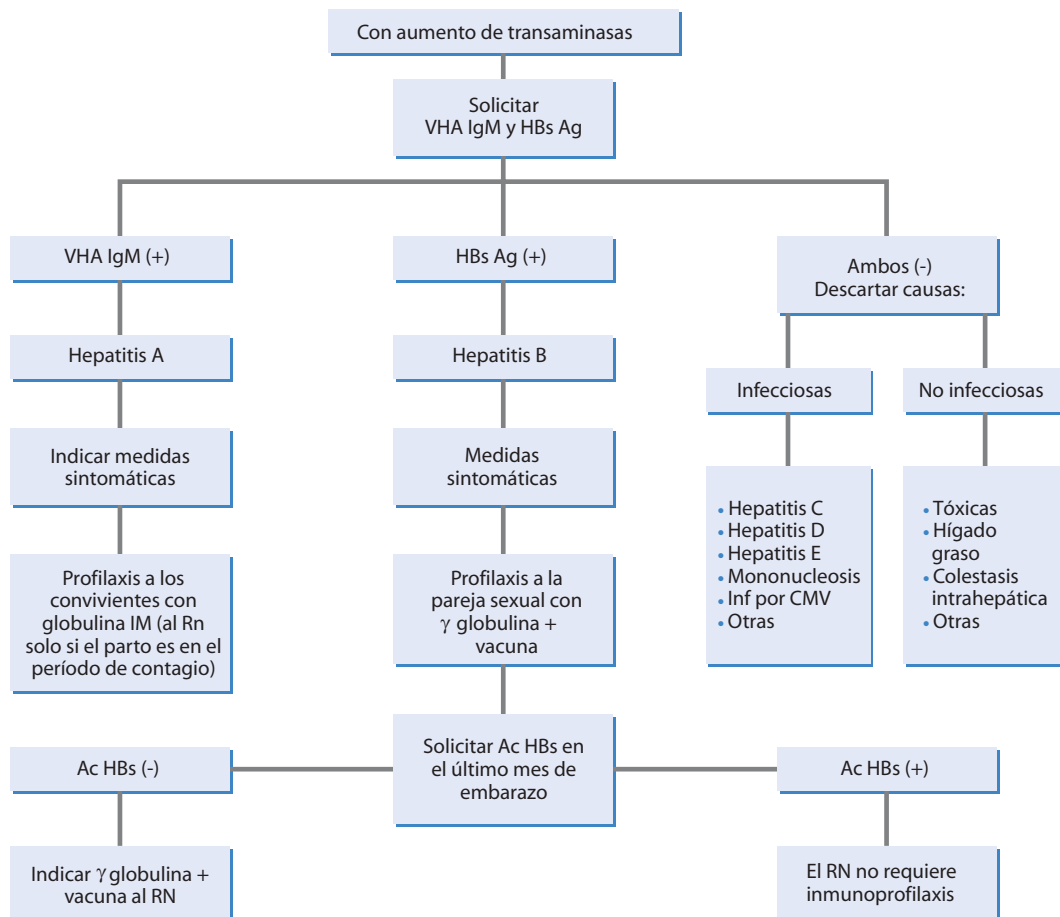 Con aumento de transaminasas
Solicitar
VHA IgM y HBs Ag
VHA IgM (+)
HBs Ag (+)
Ambos (-)
Descartar causas:
Hepatitis A
Hepatitis B
Infecciosas
No infecciosas
Indicar medidas
sintomáticas
Medidas
sintomáticas
• Hepatitis C
• Hepatitis D
• Hepatitis E
• Mononucleosis
• Inf por CMV
• Otras
• Tóxicas
• Hígado
graso
• Colestasis
intrahepática
• Otras
Profilaxis a los
convivientes con
globulina IM (al Rn
solo si el parto es en el
período de contagio)
Profilaxis a la
pareja sexual con
γ globulina +
vacuna
Solicitar Ac HBs en
el último mes de
embarazo
Ac HBs (-)
Ac HBs (+)
Indicar γ globulina +
vacuna al RN
El RN no requiere
inmunoprofilaxis